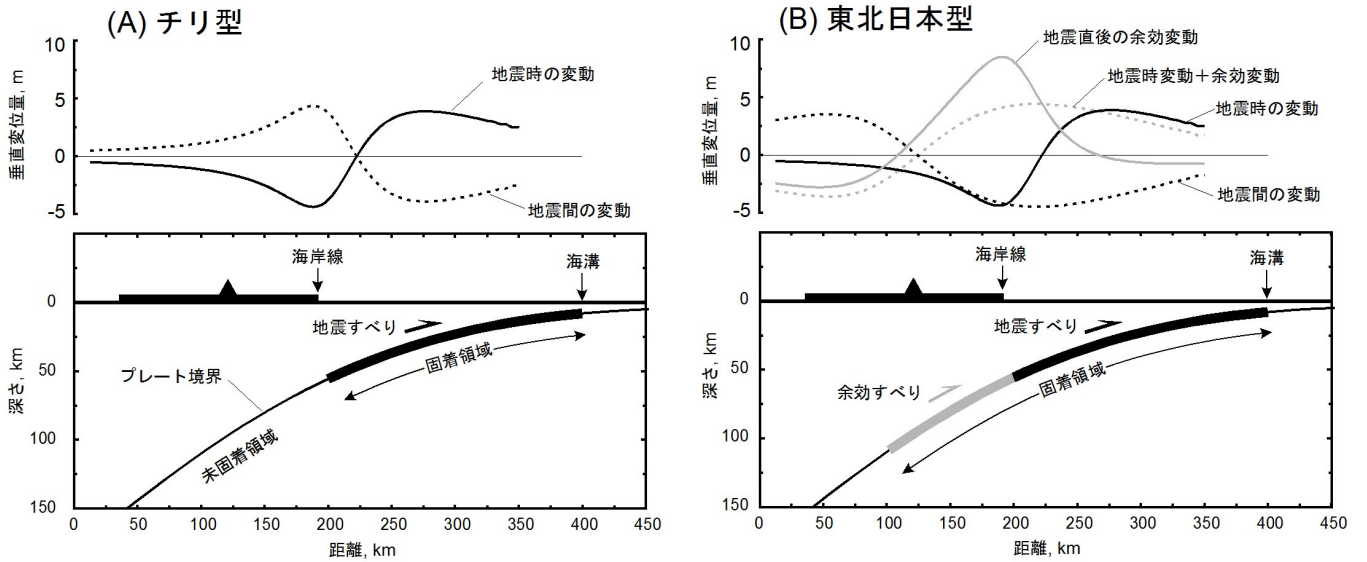 (A) チリ型
垂直変位量, m
10
5
0
-5
地震時の変動
地震間の変動
海岸線
海溝
0
50
100
150
深さ, km
地震すべり
固着領域
プレート境界
未固着領域
0
50
100
150
200
250
300
350
400
450
距離, km
(B) 東北日本型
垂直変位量, m
10
5
0
-5
地震直後の余効変動
地震時変動＋余効変動
地震時の変動
地震間の変動
海岸線
海溝
0
50
100
150
深さ, km
地震すべり
固着領域
余効すべり
0
50
100
150
200
250
300
350
400
450
距離, km